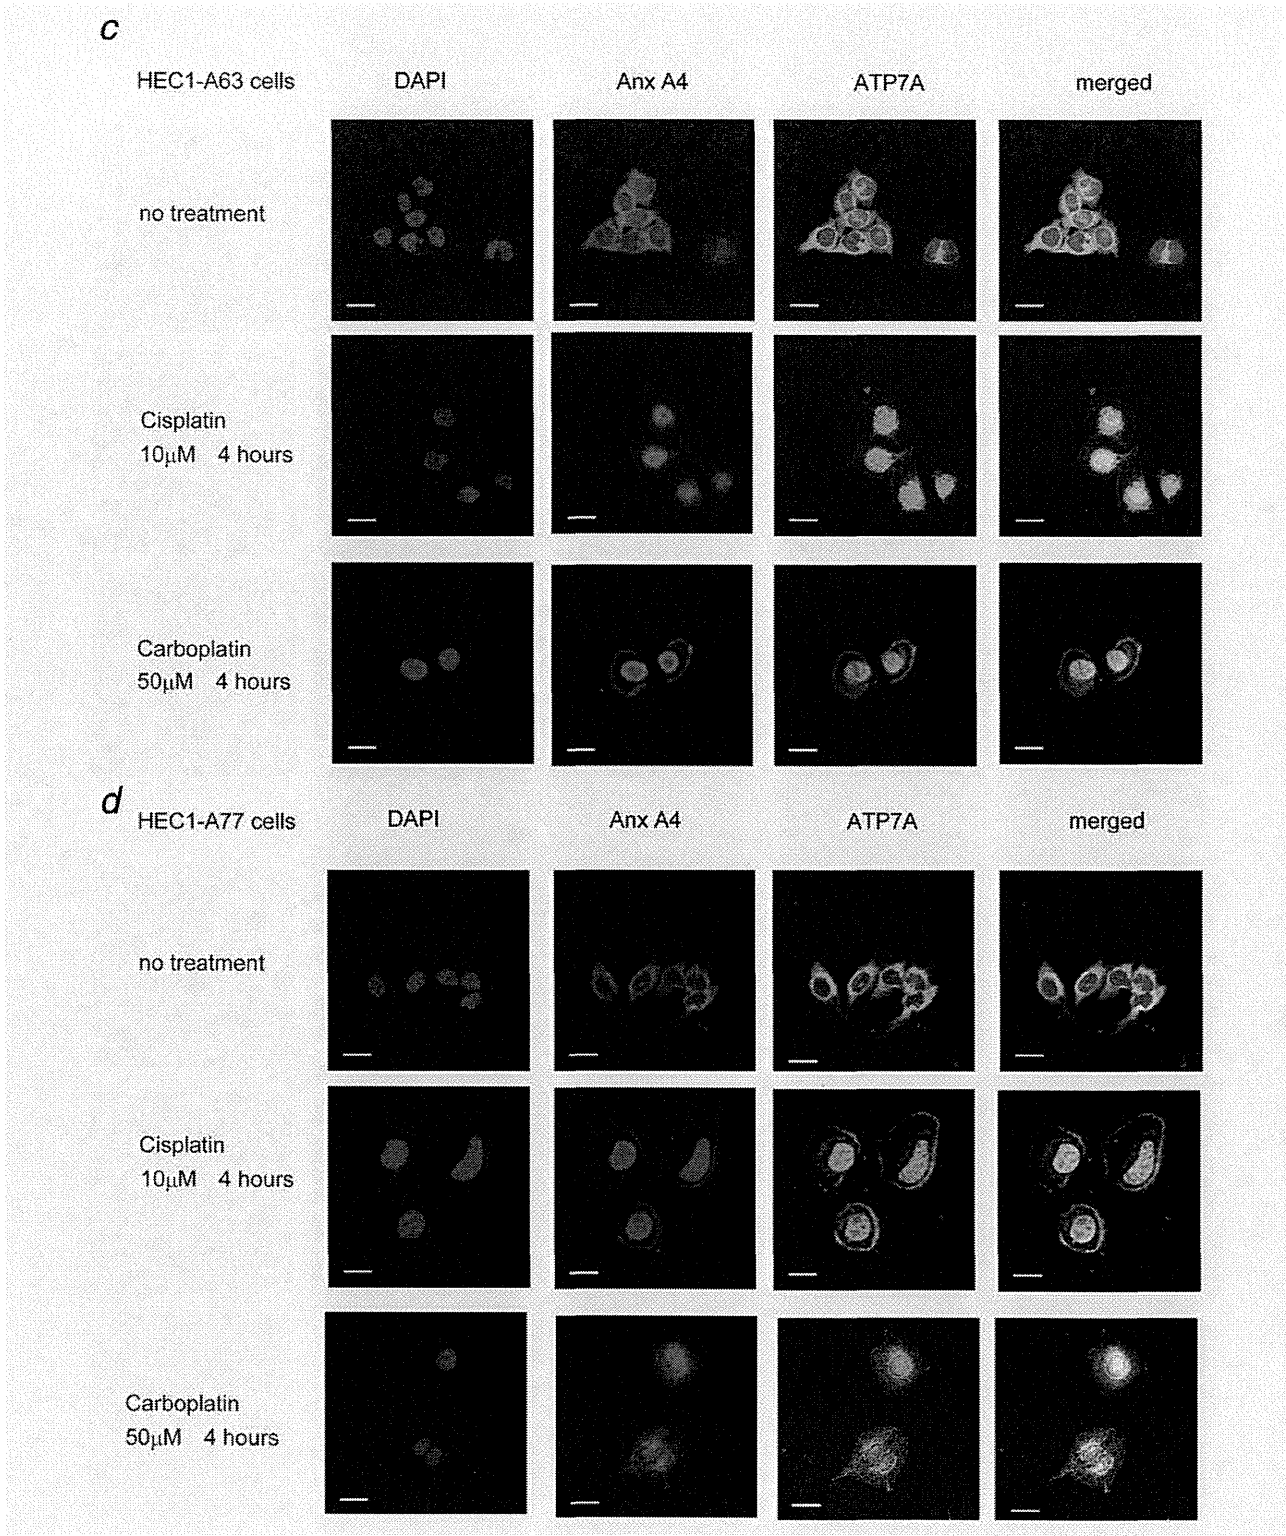 c
HEC1-A63 cells DAPI Anx A4 ATP7A merged
no treatment
Cisplatin
10μM 4 hours
Carboplatin
50μM 4 hours
d
HEC1-A77 cells DAPI Anx A4 ATP7A merged
no treatment
Cisplatin
10μM 4 hours
Carboplatin
50μM 4 hours